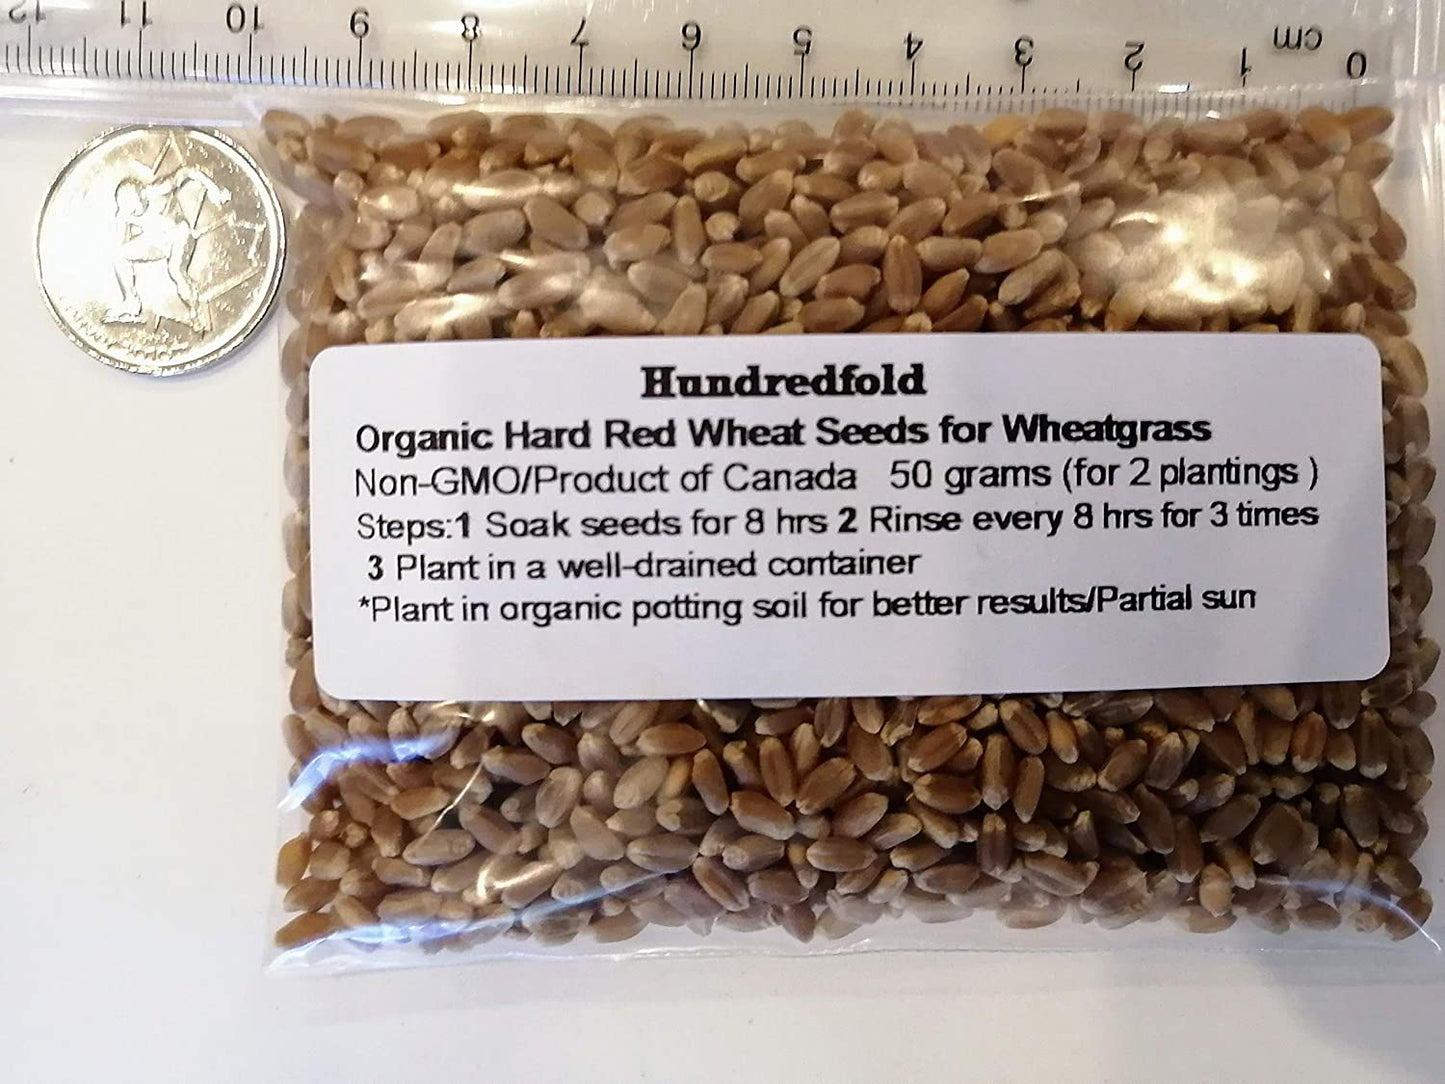 12 11 10 9 8 7 6 5 4 3 2 1 cm 0
Hundredfold
Organic Hard Red Wheat Seeds for Wheatgrass
Non-GMO/Product of Canada 50 grams (for 2 plantings )
Steps:1 Soak seeds for 8 hrs 2 Rinse every 8 hrs for 3 times
3 Plant in a well-drained container
*Plant in organic potting soil for better results/Partial sun